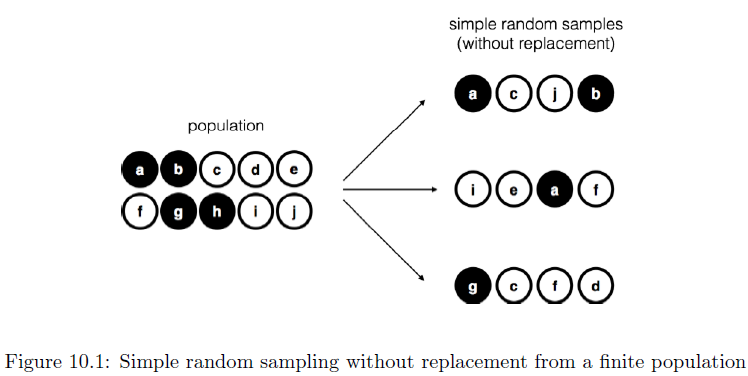 simple random samples
(without replacement)
a c j b
population
a b c d e
i e a f
f g h i j
g c f d
Figure 10.1: Simple random sampling without replacement from a finite population